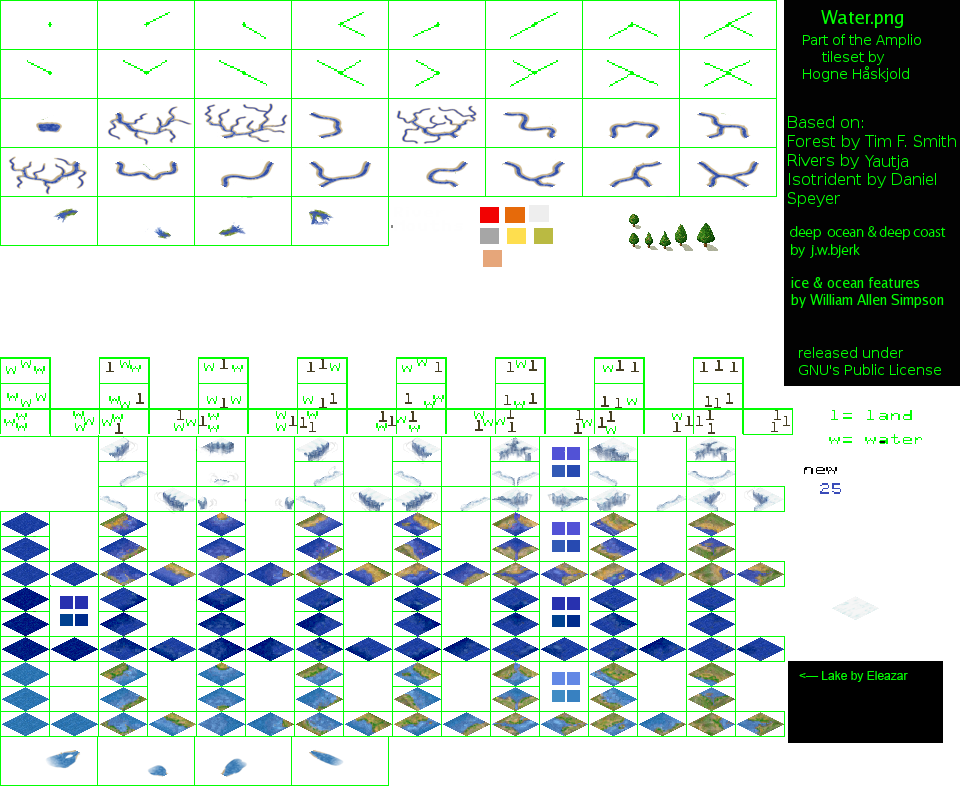 Water.png
Part of the Amplio
tileset by
Hogne Håskjold
Based on:
Forest by Tim F. Smith
Rivers by Yautja
Isotrident by Daniel
Speyer
deep ocean & deep coast
by j.w.bjerk
ice & ocean features
by William Allen Simpson
released under
GNU's Public License
w w w l w w w l w l l w w w l l w l w l l l l l
w w w w w l w l w w l l l w w l w l l l w l l l
l= land
w= water
new
25
<— Lake by Eleazar